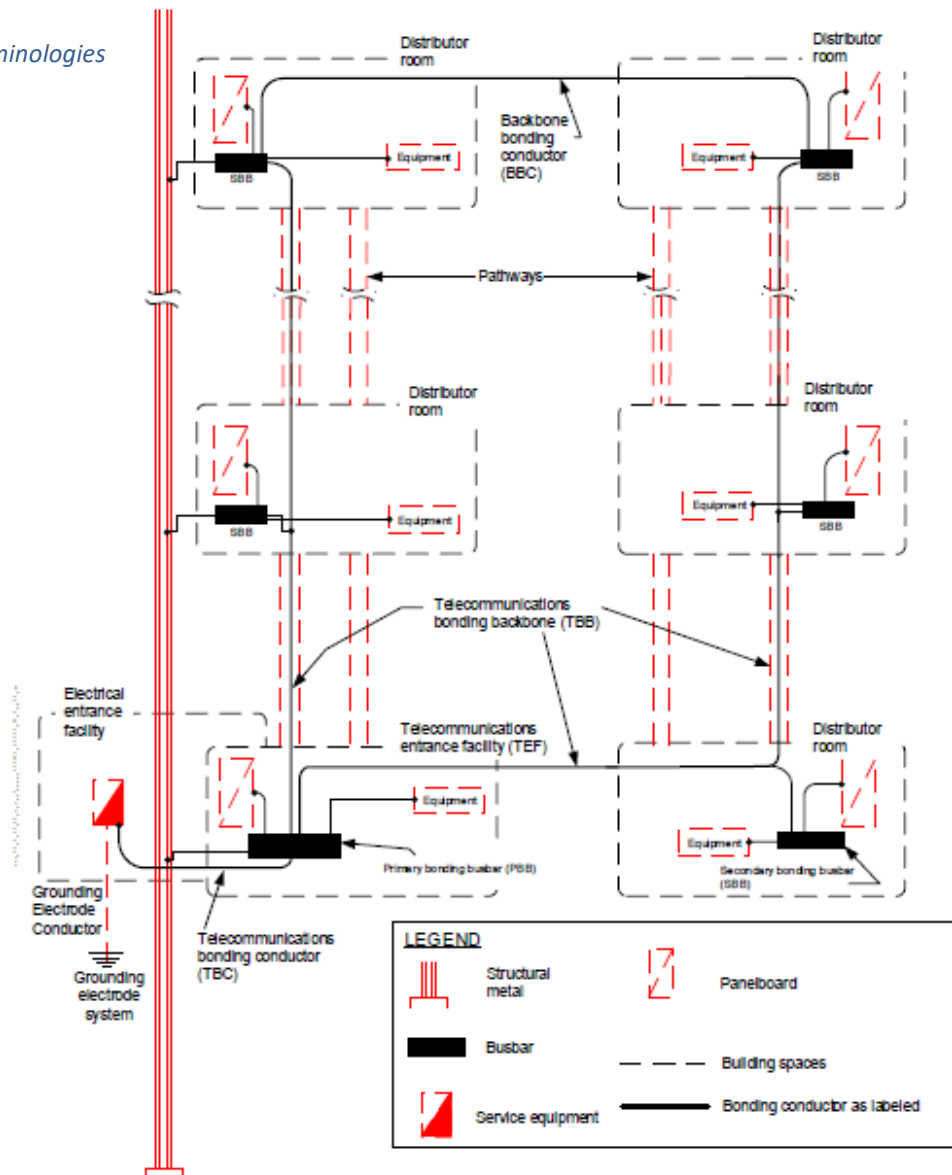 minologies
Distributor
room
Distributor
room
Backbone
bonding
conductor
(BBC)
Equipment
SBB
Equipment
SBB
Pathways
Distributor
room
Distributor
room
Equipment
SBB
Equipment
SBB
Telecommunications
bonding backbone (TBB)
Electrical
entrance
facility
Telecommunications
entrance facility (TEF)
Distributor
room
Equipment
Primary bonding busbar (PBB)
Equipment
Secondary bonding busbar
(SBB)
Grounding
Electrode
Conductor
Telecommunications
bonding conductor
(TBC)
Grounding
electrode
system
LEGEND
Structural
metal
Panelboard
Busbar
Building spaces
Service equipment
Bonding conductor as labeled